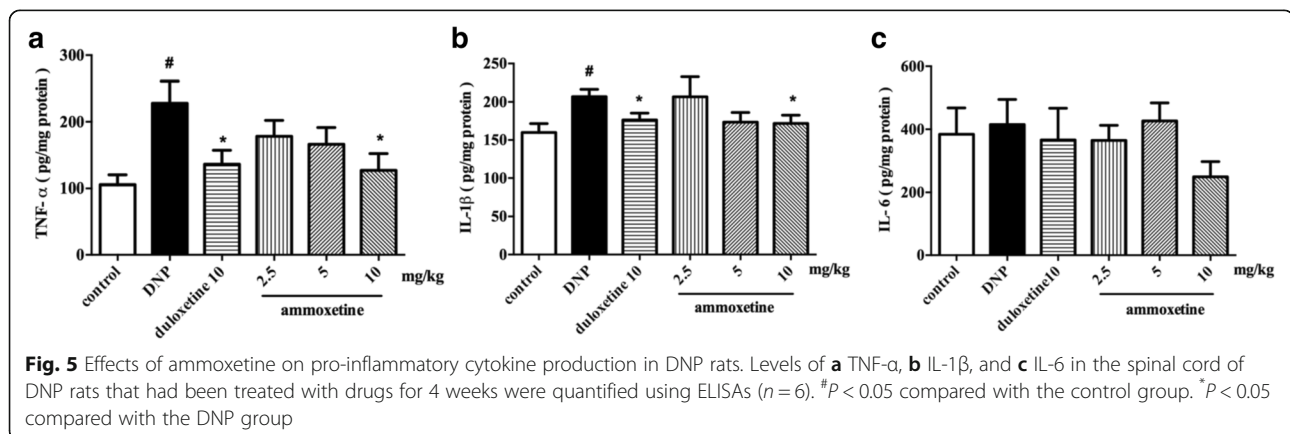 a
300
200
100
0
TNF- α ( pg/mg protein )
#
*
*
control
DNP
duloxetine 10
2.5
5
10
mg/kg
ammoxetine
b
250
200
150
100
50
0
IL-1β ( pg/mg protein )
#
*
*
control
DNP
duloxetine 10
2.5
5
10
mg/kg
ammoxetine
c
600
400
200
0
IL- 6 ( pg/mg protein )
control
DNP
duloxetine10
2.5
5
10
mg/kg
ammoxetine
Fig. 5 Effects of ammoxetine on pro-inflammatory cytokine production in DNP rats. Levels of a TNF-α, b IL-1β, and c IL-6 in the spinal cord of
DNP rats that had been treated with drugs for 4 weeks were quantified using ELISAs (n = 6). #P < 0.05 compared with the control group. *P < 0.05
compared with the DNP group